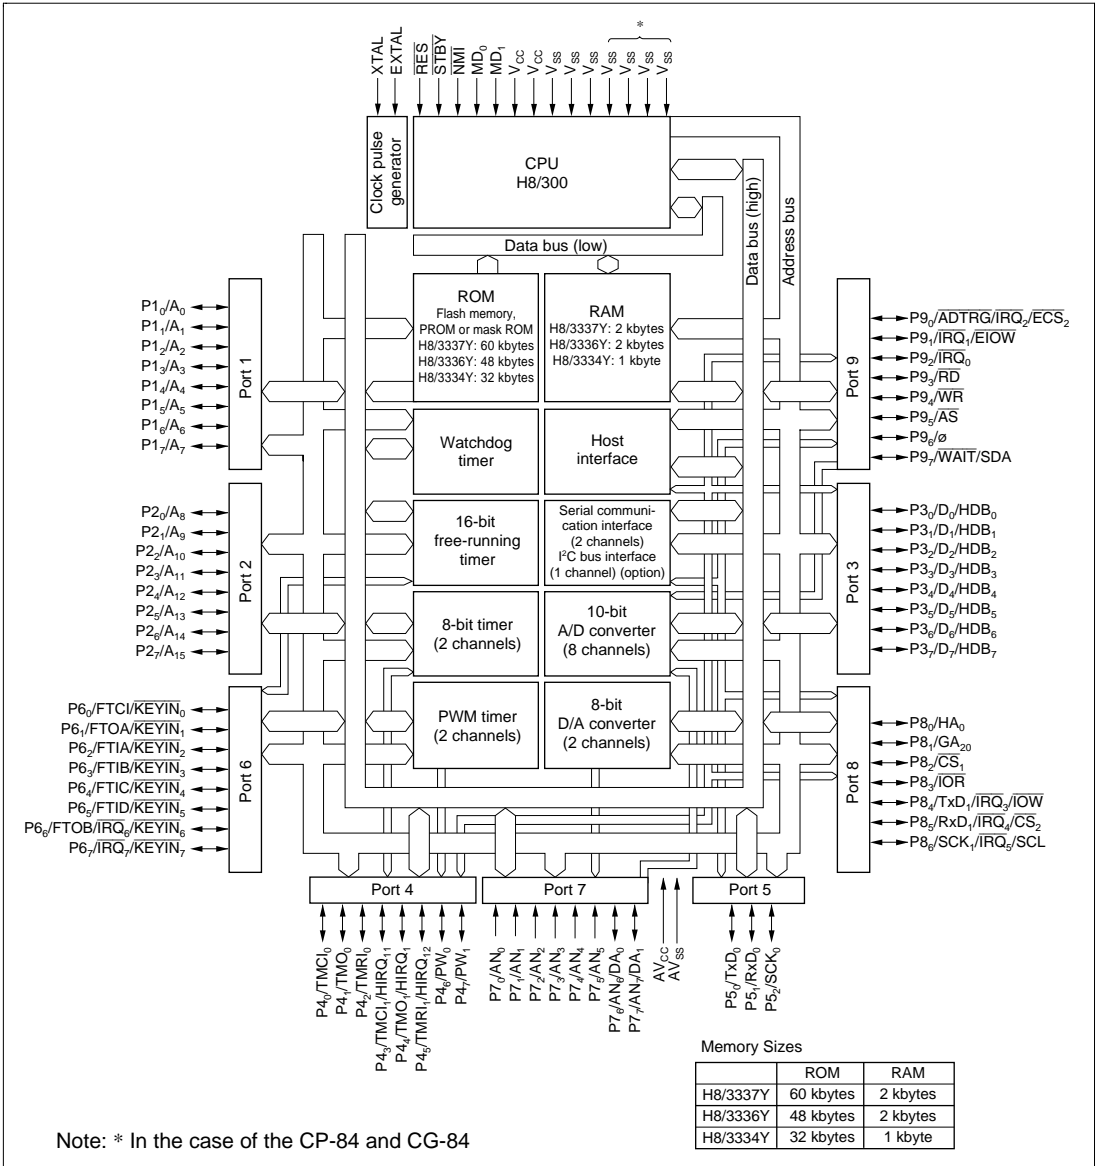 *
XTAL
EXTAL
RES
STBY
NMI
MD₀
MD₁
V_CC
V_CC
V_SS
V_SS
V_SS
V_SS
V_SS
V_SS
V_SS
Clock pulse
generator
CPU
H8/300
Data bus (low)
Data bus (high)
Address bus
ROM
Flash memory,
PROM or mask ROM
H8/3337Y: 60 kbytes
H8/3336Y: 48 kbytes
H8/3334Y: 32 kbytes
RAM
H8/3337Y: 2 kbytes
H8/3336Y: 2 kbytes
H8/3334Y: 1 kbyte
Watchdog
timer
Host
interface
16-bit
free-running
timer
Serial communi-
cation interface
(2 channels)
I²C bus interface
(1 channel) (option)
8-bit timer
(2 channels)
10-bit
A/D converter
(8 channels)
PWM timer
(2 channels)
8-bit
D/A converter
(2 channels)
P1₀/A₀
P1₁/A₁
P1₂/A₂
P1₃/A₃
P1₄/A₄
P1₅/A₅
P1₆/A₆
P1₇/A₇
Port 1
P2₀/A₈
P2₁/A₉
P2₂/A₁₀
P2₃/A₁₁
P2₄/A₁₂
P2₅/A₁₃
P2₆/A₁₄
P2₇/A₁₅
Port 2
P6₀/FTCI/KEYIN₀
P6₁/FTOA/KEYIN₁
P6₂/FTIA/KEYIN₂
P6₃/FTIB/KEYIN₃
P6₄/FTIC/KEYIN₄
P6₅/FTID/KEYIN₅
P6₆/FTOB/IRQ₆/KEYIN₆
P6₇/IRQ₇/KEYIN₇
Port 6
Port 9
P9₀/ADTRG/IRQ₂/ECS₂
P9₁/IRQ₁/EIOW
P9₂/IRQ₀
P9₃/RD
P9₄/WR
P9₅/AS
P9₆/ø
P9₇/WAIT/SDA
Port 3
P3₀/D₀/HDB₀
P3₁/D₁/HDB₁
P3₂/D₂/HDB₂
P3₃/D₃/HDB₃
P3₄/D₄/HDB₄
P3₅/D₅/HDB₅
P3₆/D₆/HDB₆
P3₇/D₇/HDB₇
Port 8
P8₀/HA₀
P8₁/GA₂₀
P8₂/CS₁
P8₃/IOR
P8₄/TxD₁/IRQ₃/IOW
P8₅/RxD₁/IRQ₄/CS₂
P8₆/SCK₁/IRQ₅/SCL
Port 4
P4₀/TMCI₀
P4₁/TMO₀
P4₂/TMRI₀
P4₃/TMCI₁/HIRQ₁₁
P4₄/TMO₁/HIRQ₁
P4₅/TMRI₁/HIRQ₁₂
P4₆/PW₀
P4₇/PW₁
Port 7
P7₀/AN₀
P7₁/AN₁
P7₂/AN₂
P7₃/AN₃
P7₄/AN₄
P7₅/AN₅
P7₆/AN₆/DA₀
P7₇/AN₇/DA₁
AV_CC
AV_SS
Port 5
P5₀/TxD₀
P5₁/RxD₀
P5₂/SCK₀
Memory Sizes
ROM RAM
H8/3337Y 60 kbytes 2 kbytes
H8/3336Y 48 kbytes 2 kbytes
H8/3334Y 32 kbytes 1 kbyte
Note: * In the case of the CP-84 and CG-84